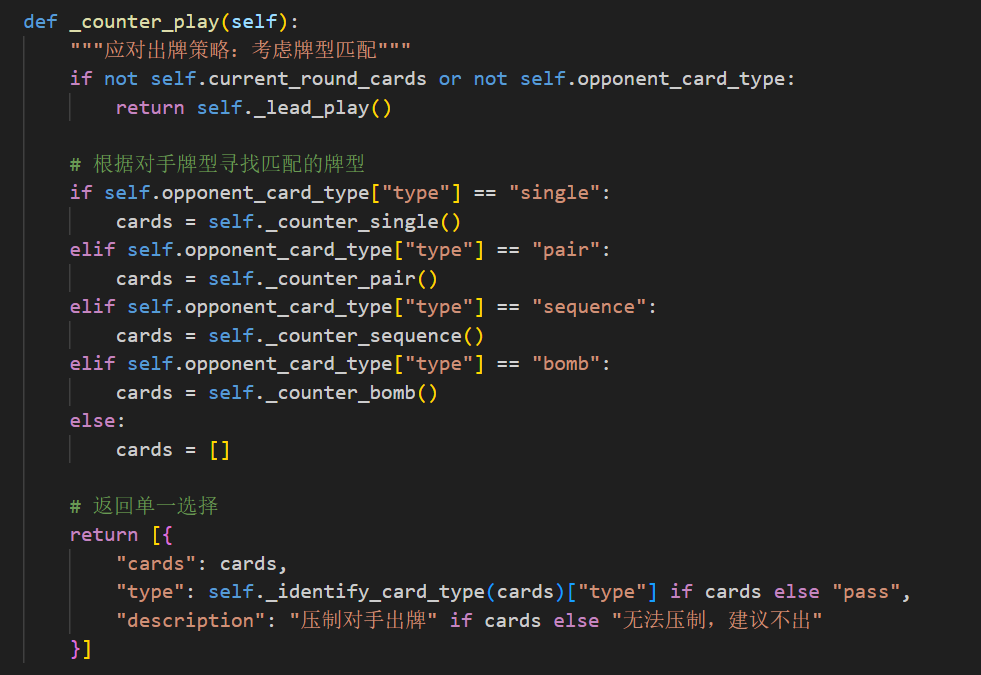 def _counter_play(self):
    """应对出牌策略：考虑牌型匹配"""
    if not self.current_round_cards or not self.opponent_card_type:
        return self._lead_play()

    # 根据对手牌型寻找匹配的牌型
    if self.opponent_card_type["type"] == "single":
        cards = self._counter_single()
    elif self.opponent_card_type["type"] == "pair":
        cards = self._counter_pair()
    elif self.opponent_card_type["type"] == "sequence":
        cards = self._counter_sequence()
    elif self.opponent_card_type["type"] == "bomb":
        cards = self._counter_bomb()
    else:
        cards = []

    # 返回单一选择
    return [{
        "cards": cards,
        "type": self._identify_card_type(cards)["type"] if cards else "pass",
        "description": "压制对手出牌" if cards else "无法压制，建议不出"
    }]